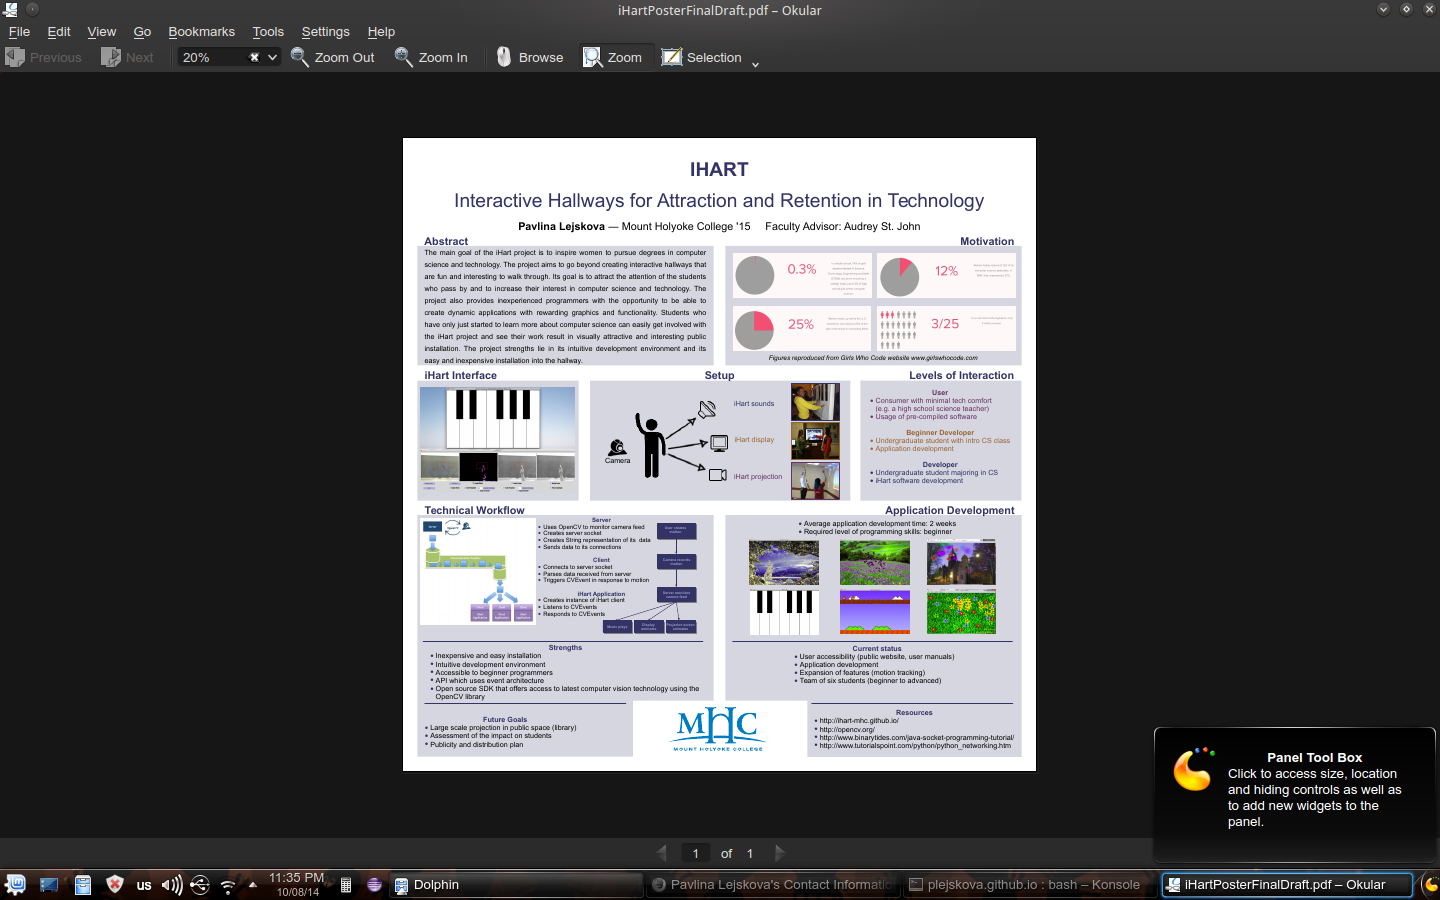 iHartPosterFinalDraft.pdf – Okular
File Edit View Go Bookmarks Tools Settings Help
Previous Next 20% Zoom Out Zoom In Browse Zoom Selection
IHART
Interactive Hallways for Attraction and Retention in Technology
Pavlina Lejskova — Mount Holyoke College '15 Faculty Advisor: Audrey St. John
Abstract
The main goal of the iHart project is to inspire women to pursue degrees in computer
science and technology. The project aims to go beyond creating interactive hallways that
are fun and interesting to walk through. Its goal is to attract the attention of the students
who pass by and to increase their interest in computer science and technology. The
project also provides inexperienced programmers with the opportunity to be able to
create dynamic applications with rewarding graphics and functionality. Students who
have only just started to learn more about computer science can easily get involved with
the iHart project and see their work result in visually attractive and interesting public
installation. The project strengths lie in its intuitive development environment and its
easy and inexpensive installation into the hallway.
Motivation
0.3%
12%
25%
3/25
Figures reproduced from Girls Who Code website www.girlswhocode.com
iHart Interface
Setup
Camera
iHart sounds
iHart display
iHart projection
Levels of Interaction
User
• Consumer with minimal tech comfort
(e.g. a high school science teacher)
• Usage of pre-compiled software
Beginner Developer
• Undergraduate student with intro CS class
• Application development
Developer
• Undergraduate student majoring in CS
• iHart software development
Technical Workflow
Server
• Uses OpenCV to monitor camera feed
• Creates server socket
• Creates String representation of its data
• Sends data to its connections
Client
• Connects to server socket
• Parses data received from server
• Triggers CVEvent in response to motion
iHart Application
• Creates instance of iHart client
• Listens to CVEvents
• Responds to CVEvents
Strengths
• Inexpensive and easy installation
• Intuitive development environment
• Accessible to beginner programmers
• API which uses event architecture
• Open source SDK that offers access to latest computer vision technology using the
OpenCV library
Application Development
• Average application development time: 2 weeks
• Required level of programming skills: beginner
Current status
• User accessibility (public website, user manuals)
• Application development
• Expansion of features (motion tracking)
• Team of six students (beginner to advanced)
Future Goals
• Large scale projection in public space (library)
• Assessment of the impact on students
• Publicity and distribution plan
MHC
MOUNT HOLYOKE COLLEGE
Resources
• http://ihart-mhc.github.io/
• http://opencv.org/
• http://www.binarytides.com/java-socket-programming-tutorial/
• http://www.tutorialspoint.com/python/python_networking.htm
Panel Tool Box
Click to access size, location
and hiding controls as well as
to add new widgets to the
panel.
1 of 1
us
11:35 PM
10/08/14
Dolphin
Pavlina Lejskova's Contact Informati
plejskova.github.io : bash – Konsole
iHartPosterFinalDraft.pdf – Okular